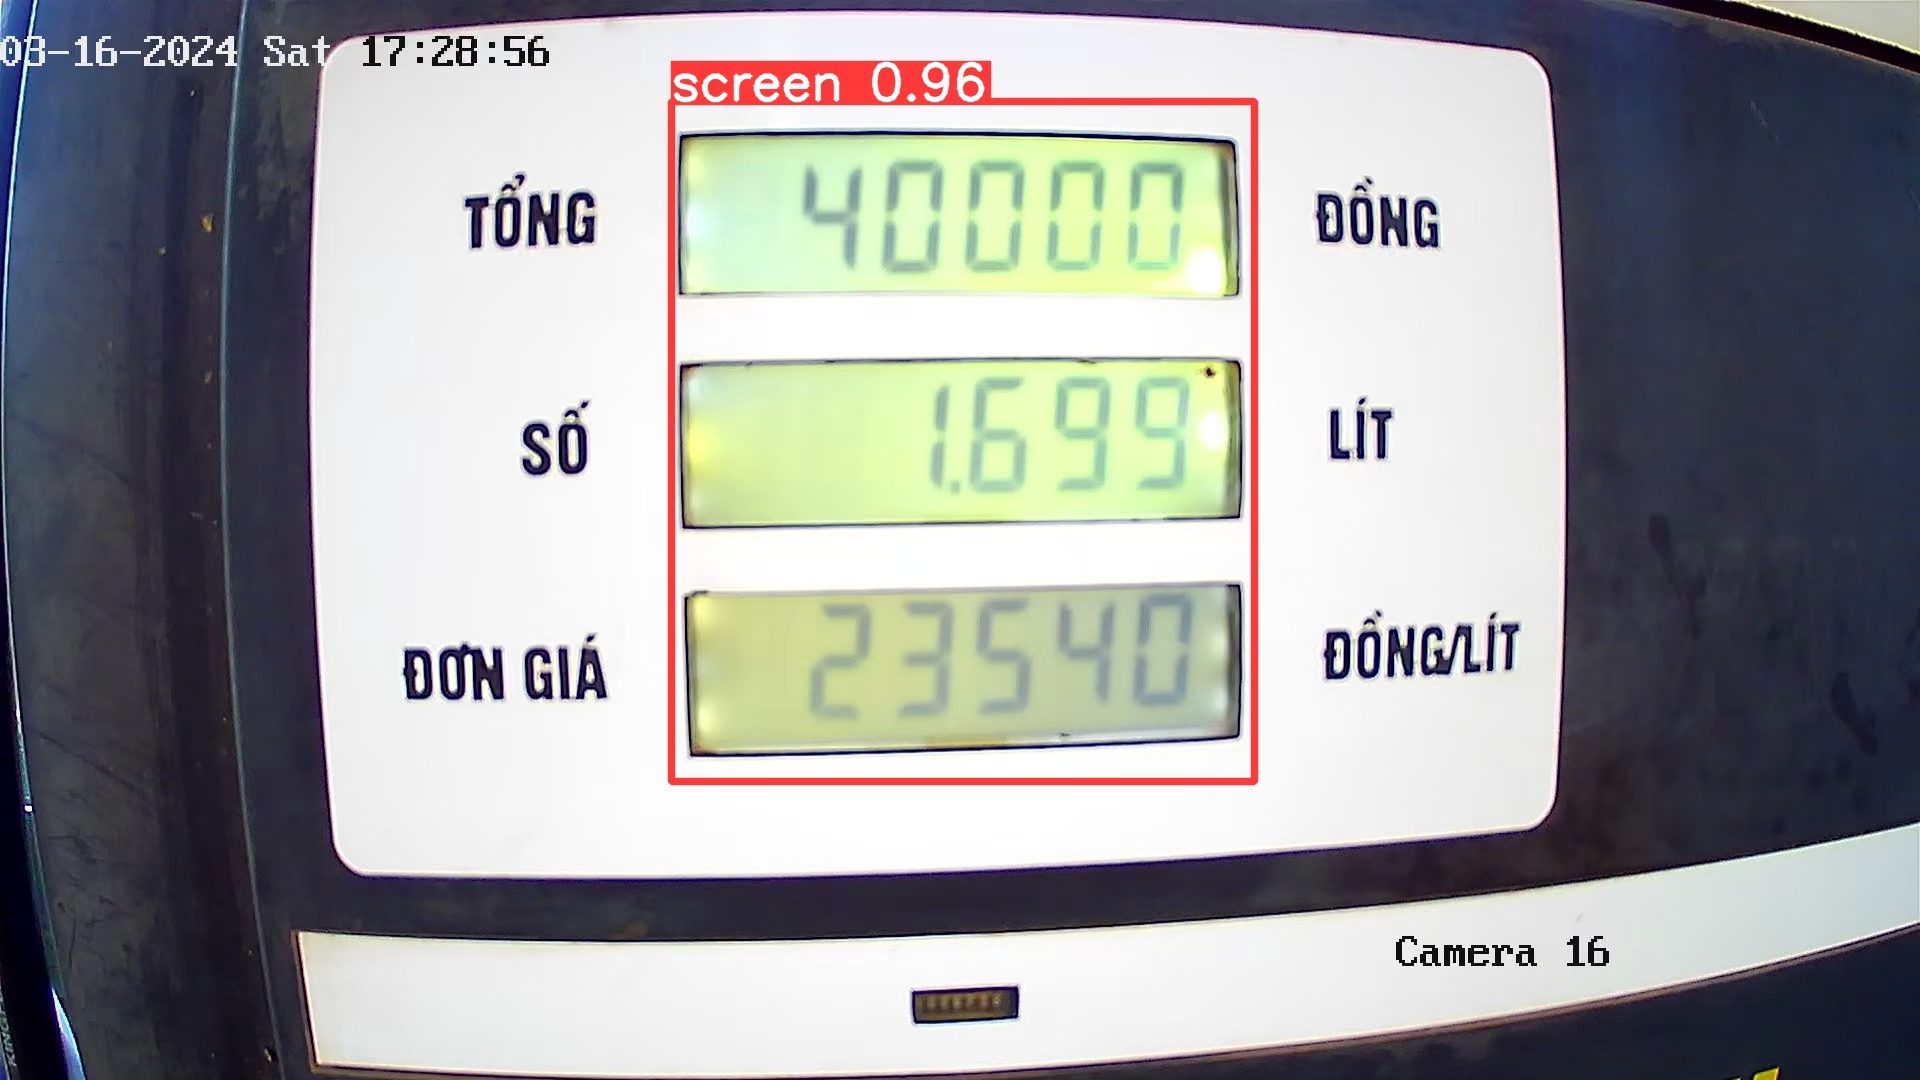 03-16-2024 Sat 17:28:56
screen 0.96
TỔNG 40000 ĐỒNG
SỐ 1.699 LÍT
ĐƠN GIÁ 23540 ĐỒNG/LÍT
Camera 16